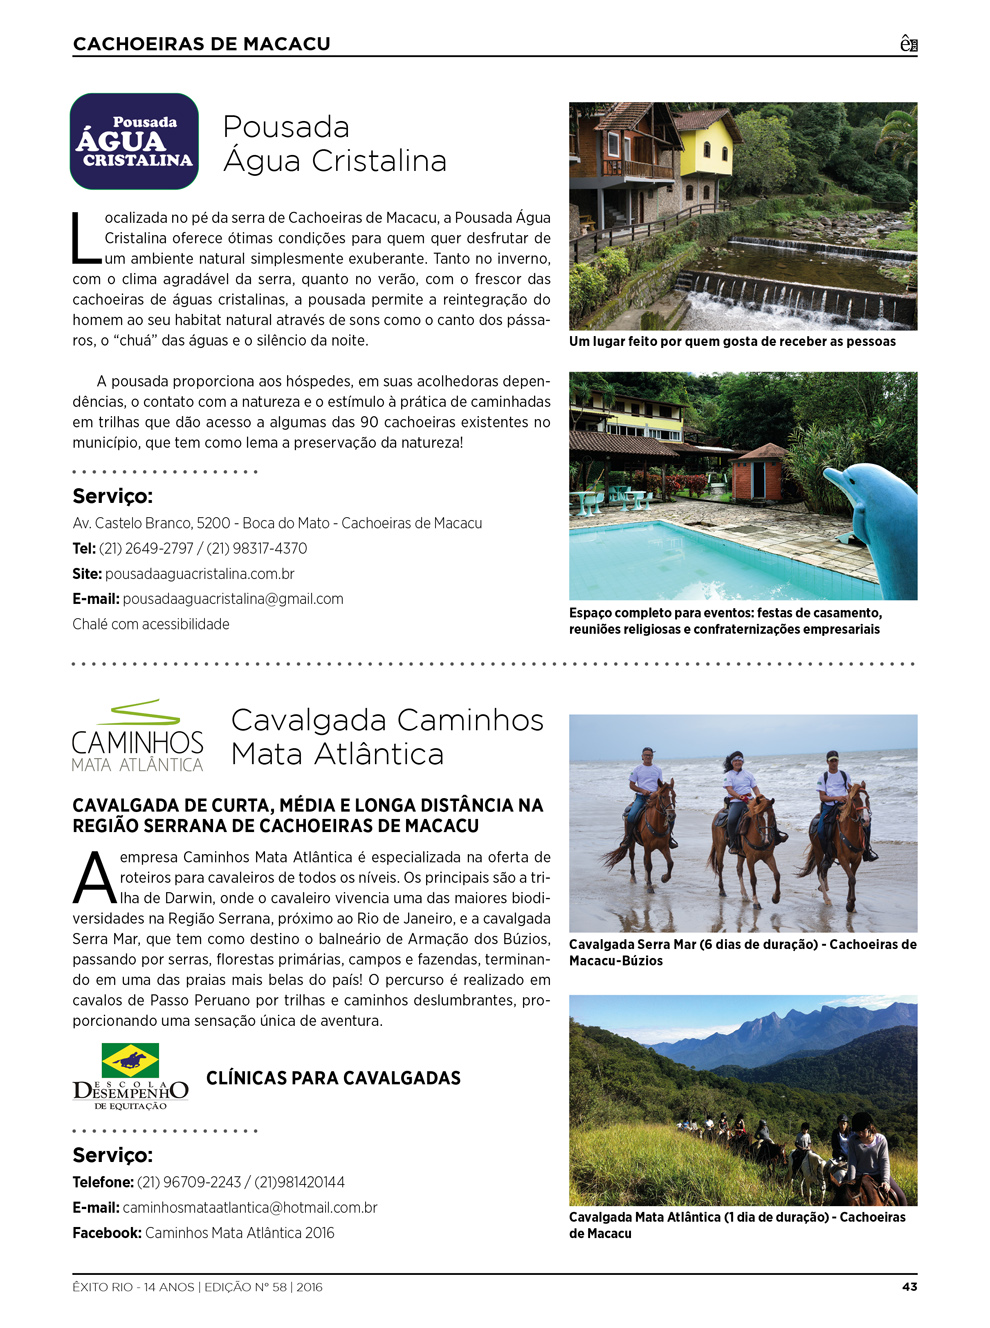 CACHOEIRAS DE MACACU
ê
Pousada
ÁGUA
CRISTALINA
Pousada
Água Cristalina
Localizada no pé da serra de Cachoeiras de Macacu, a Pousada Água
Cristalina oferece ótimas condições para quem quer desfrutar de
um ambiente natural simplesmente exuberante. Tanto no inverno,
com o clima agradável da serra, quanto no verão, com o frescor das
cachoeiras de águas cristalinas, a pousada permite a reintegração do
homem ao seu habitat natural através de sons como o canto dos pássa-
ros, o “chuá” das águas e o silêncio da noite.
A pousada proporciona aos hóspedes, em suas acolhedoras depen-
dências, o contato com a natureza e o estímulo à prática de caminhadas
em trilhas que dão acesso a algumas das 90 cachoeiras existentes no
município, que tem como lema a preservação da natureza!
Serviço:
Av. Castelo Branco, 5200 - Boca do Mato - Cachoeiras de Macacu
Tel: (21) 2649-2797 / (21) 98317-4370
Site: pousadaaguacristalina.com.br
E-mail: pousadaaguacristalina@gmail.com
Chalé com acessibilidade
Um lugar feito por quem gosta de receber as pessoas
Espaço completo para eventos: festas de casamento,
reuniões religiosas e confraternizações empresariais
CAMINHOS
MATA ATLÂNTICA
Cavalgada Caminhos
Mata Atlântica
CAVALGADA DE CURTA, MÉDIA E LONGA DISTÂNCIA NA
REGIÃO SERRANA DE CACHOEIRAS DE MACACU
A empresa Caminhos Mata Atlântica é especializada na oferta de
roteiros para cavaleiros de todos os níveis. Os principais são a tri-
lha de Darwin, onde o cavaleiro vivencia uma das maiores biodi-
versidades na Região Serrana, próximo ao Rio de Janeiro, e a cavalgada
Serra Mar, que tem como destino o balneário de Armação dos Búzios,
passando por serras, florestas primárias, campos e fazendas, terminan-
do em uma das praias mais belas do país! O percurso é realizado em
cavalos de Passo Peruano por trilhas e caminhos deslumbrantes, pro-
porcionando uma sensação única de aventura.
ESCOLA
DESEMPENHO
DE EQUITAÇÃO
CLÍNICAS PARA CAVALGADAS
Serviço:
Telefone: (21) 96709-2243 / (21)981420144
E-mail: caminhosmataatlantica@hotmail.com.br
Facebook: Caminhos Mata Atlântica 2016
Cavalgada Serra Mar (6 dias de duração) - Cachoeiras de
Macacu-Búzios
Cavalgada Mata Atlântica (1 dia de duração) - Cachoeiras
de Macacu
ÊXITO RIO - 14 ANOS | EDIÇÃO N° 58 | 2016
43